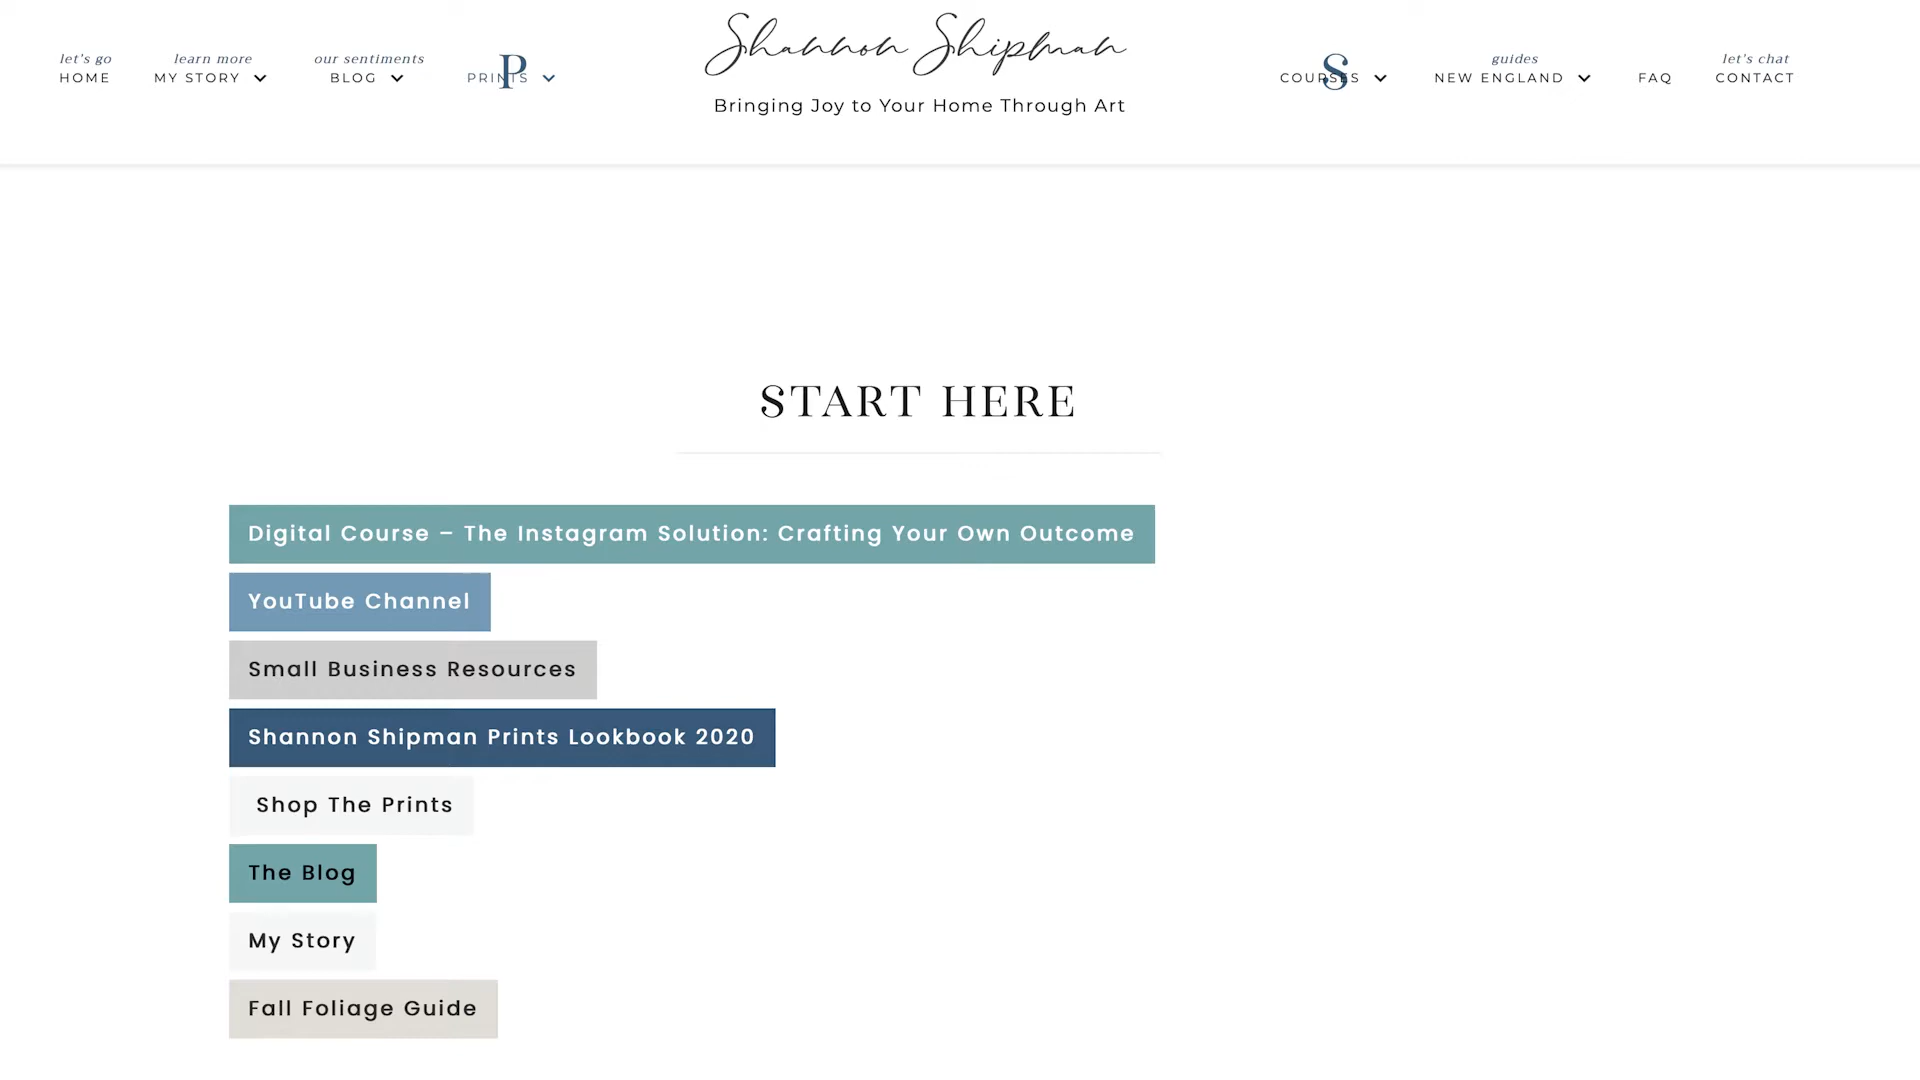 let's go
HOME
learn more
MY STORY
our sentiments
BLOG
P
PRINTS
Shannon Shipman
Bringing Joy to Your Home Through Art
S
COURSES
guides
NEW ENGLAND
FAQ
let's chat
CONTACT
START HERE
Digital Course – The Instagram Solution: Crafting Your Own Outcome
YouTube Channel
Small Business Resources
Shannon Shipman Prints Lookbook 2020
Shop The Prints
The Blog
My Story
Fall Foliage Guide